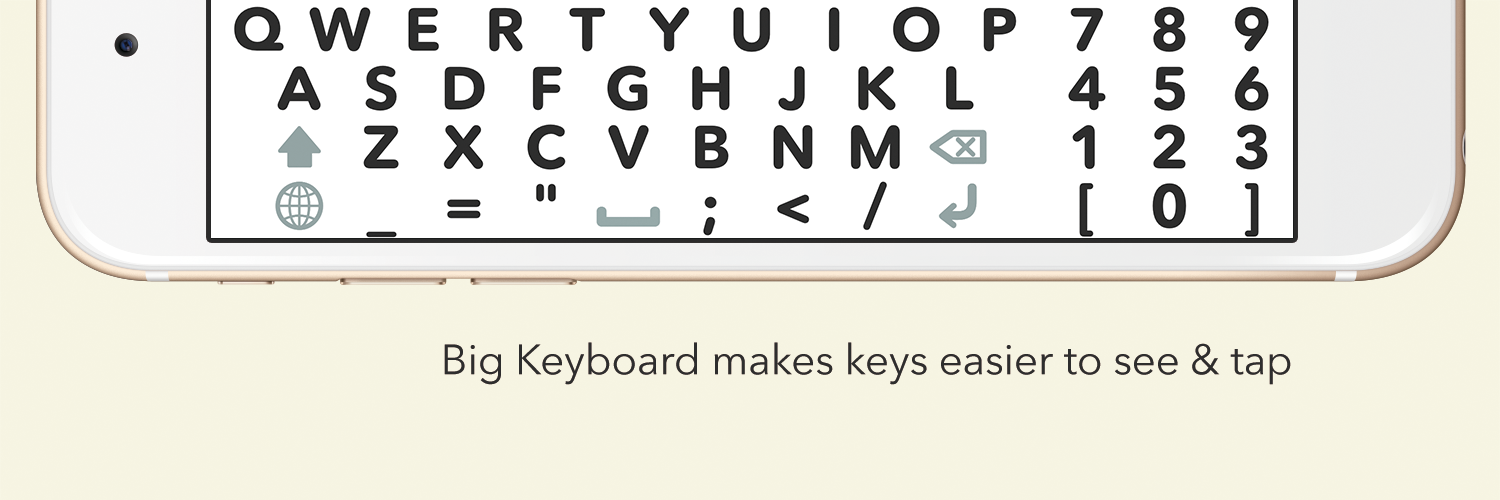 Q W E R T Y U I O P 7 8 9
A S D F G H J K L 4 5 6
Z X C V B N M 1 2 3
_ = " ; < / [ 0 ]
Big Keyboard makes keys easier to see & tap